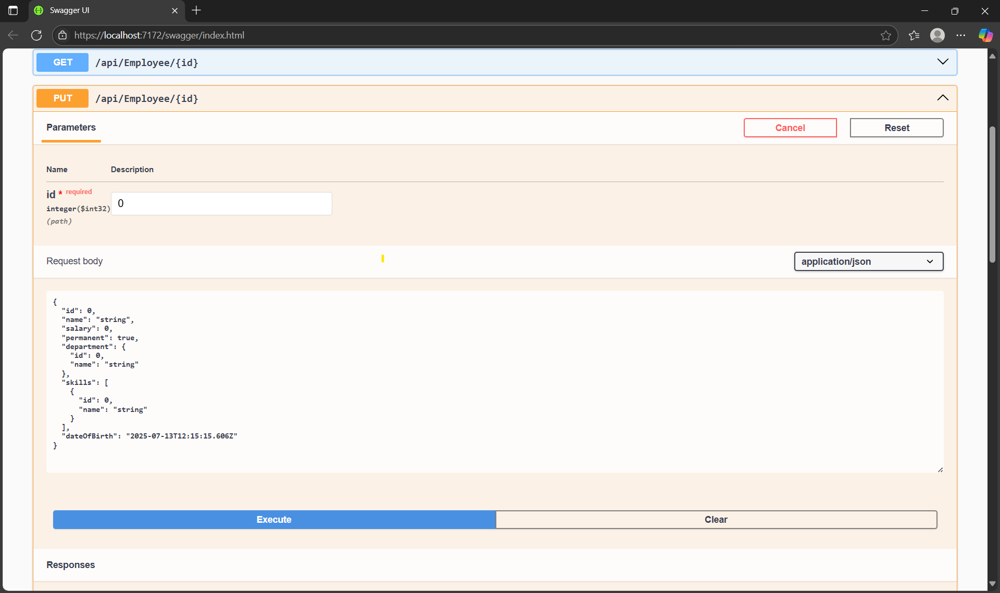 Swagger UI
https://localhost:7172/swagger/index.html
GET /api/Employee/{id}
PUT /api/Employee/{id}
Parameters
Cancel
Reset
Name Description
id * required
integer($int32)
(path)
0
Request body
application/json
{
  "id": 0,
  "name": "string",
  "salary": 0,
  "permanent": true,
  "department": {
    "id": 0,
    "name": "string"
  },
  "skills": [
    {
      "id": 0,
      "name": "string"
    }
  ],
  "dateOfBirth": "2025-07-13T12:15:15.606Z"
}
Execute
Clear
Responses